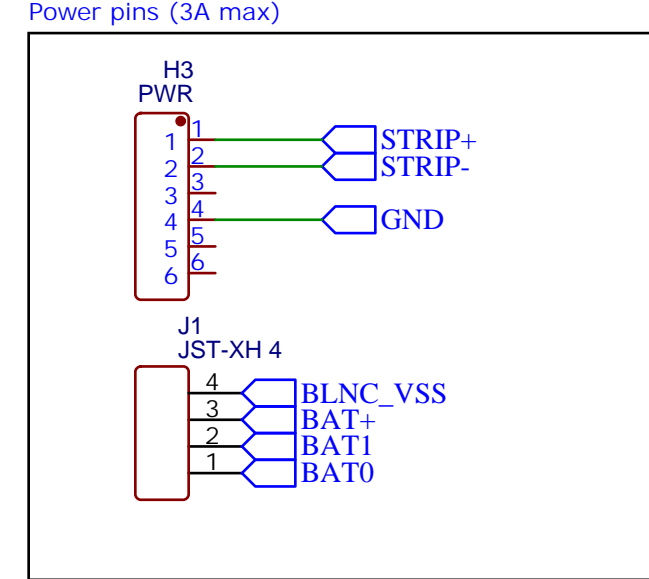 Power pins (3A max)
H3
PWR
1 1 STRIP+
2 2 STRIP-
3 3
4 4 GND
5 5
6 6
J1
JST-XH 4
4 BLNC_VSS
3 BAT+
2 BAT1
1 BAT0